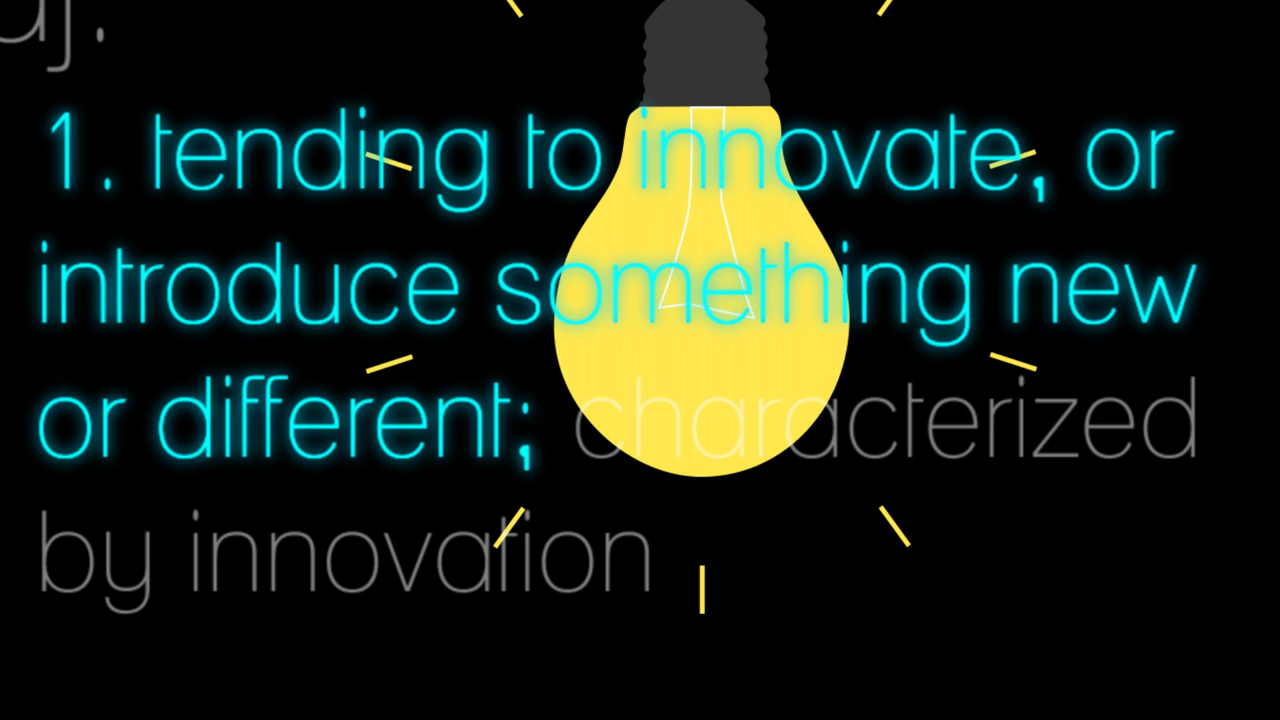 1. tending to innovate, or
introduce something new
or different; characterized
by innovation